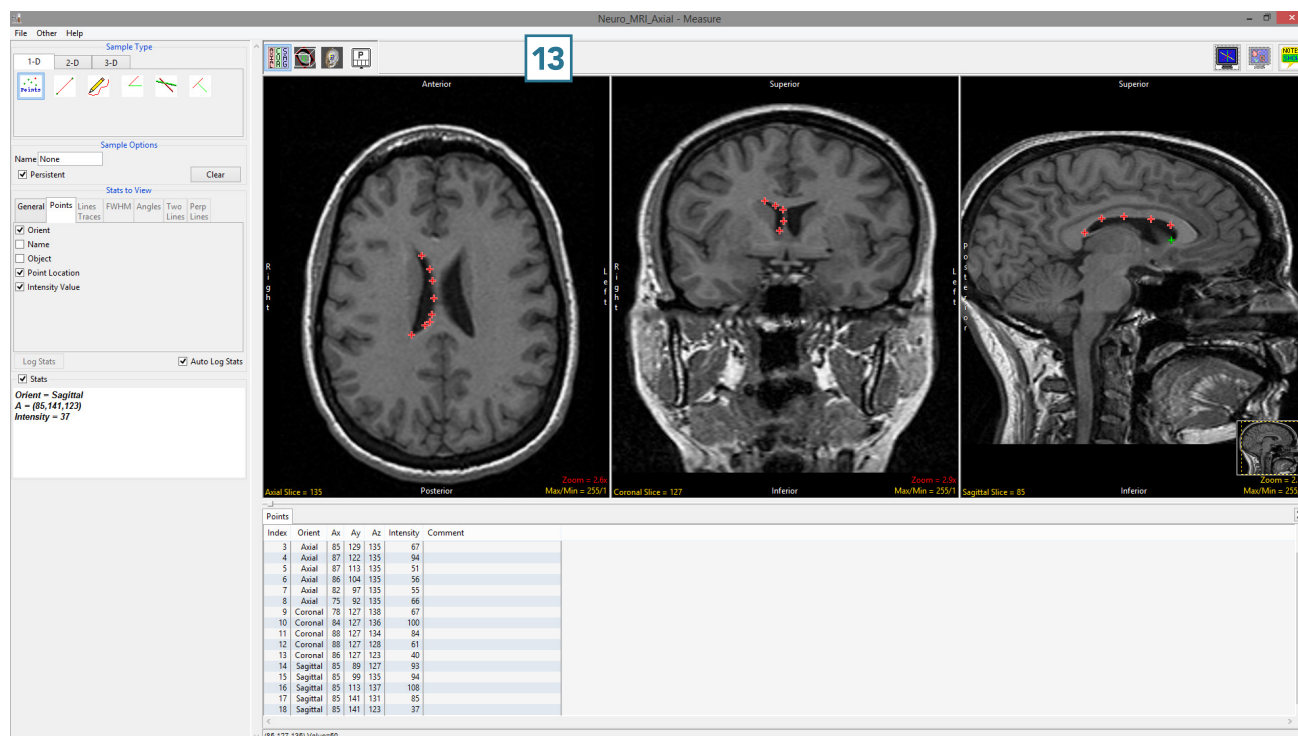 Neuro_MRI_Axial - Measure
File Other Help
Sample Type
1-D 2-D 3-D
Points
Sample Options
Name None
Persistent Clear
Stats to View
General Points Lines Traces FWHM Angles Two Lines Perp Lines
Orient
Name
Object
Point Location
Intensity Value
Log Stats Auto Log Stats
Stats
Orient = Sagittal
A = (85,141,123)
Intensity = 37
13
Anterior
Right
Left
Axial Slice = 135
Posterior
Zoom = 2.6x
Max/Min = 255/1
Superior
Right
Left
Coronal Slice = 127
Inferior
Zoom = 2.9x
Max/Min = 255/1
Superior
Posterior
Sagittal Slice = 85
Inferior
Zoom = 2.
Max/Min = 255
Points
Index Orient Ax Ay Az Intensity Comment
3 Axial 85 129 135 67
4 Axial 87 122 135 94
5 Axial 87 113 135 51
6 Axial 86 104 135 56
7 Axial 82 97 135 55
8 Axial 75 92 135 66
9 Coronal 78 127 138 67
10 Coronal 84 127 136 100
11 Coronal 88 127 134 84
12 Coronal 88 127 128 61
13 Coronal 86 127 123 40
14 Sagittal 85 89 127 93
15 Sagittal 85 99 135 94
16 Sagittal 85 113 137 108
17 Sagittal 85 141 131 85
18 Sagittal 85 141 123 37